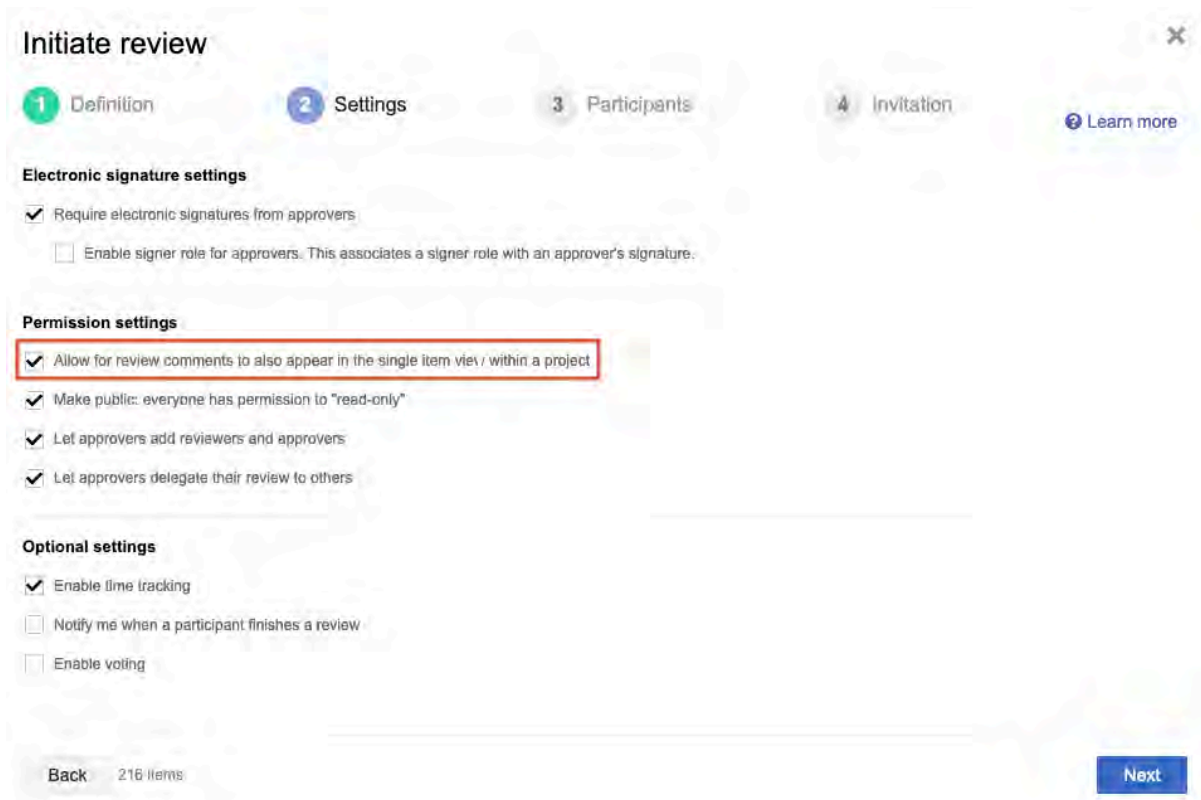 Initiate review
1 Definition 2 Settings 3 Participants 4 Invitation
Learn more
Electronic signature settings
Require electronic signatures from approvers
Enable signer role for approvers. This associates a signer role with an approver's signature.
Permission settings
Allow for review comments to also appear in the single item view within a project
Make public: everyone has permission to "read-only"
Let approvers add reviewers and approvers
Let approvers delegate their review to others
Optional settings
Enable time tracking
Notify me when a participant finishes a review
Enable voting
Back 216 items Next